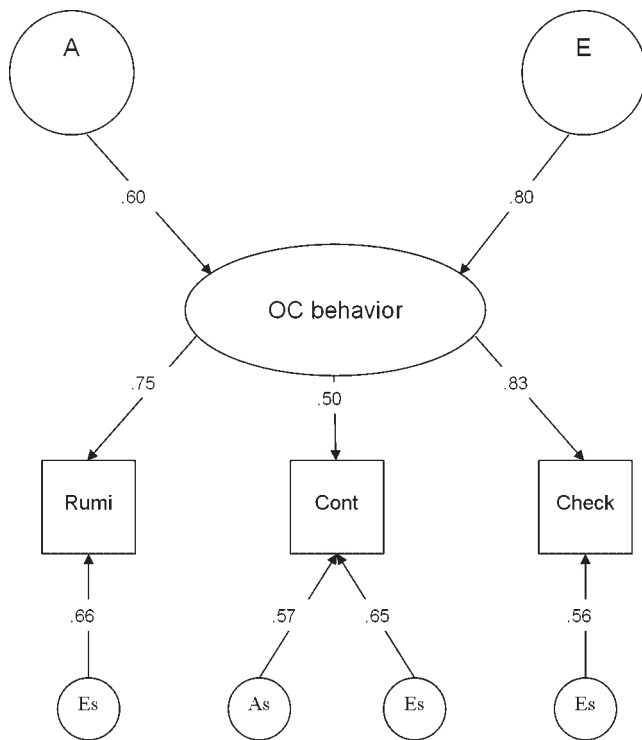 A
E
.60
.80
OC behavior
.75
.50
.83
Rumi
Cont
Check
.66
.57
.65
.56
Es
As
Es
Es